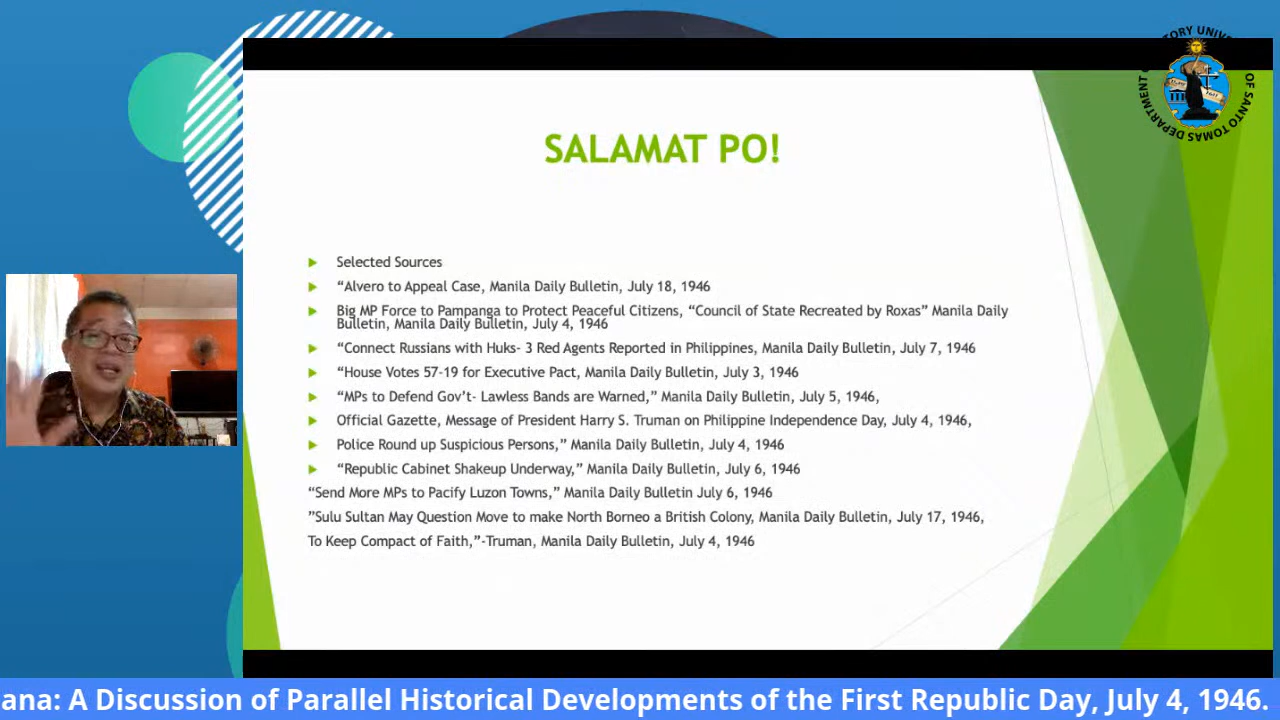 SALAMAT PO!
Selected Sources
“Alvero to Appeal Case, Manila Daily Bulletin, July 18, 1946
Big MP Force to Pampanga to Protect Peaceful Citizens, “Council of State Recreated by Roxas” Manila Daily
Bulletin, Manila Daily Bulletin, July 4, 1946
“Connect Russians with Huks- 3 Red Agents Reported in Philippines, Manila Daily Bulletin, July 7, 1946
“House Votes 57-19 for Executive Pact, Manila Daily Bulletin, July 3, 1946
“MPs to Defend Gov’t- Lawless Bands are Warned,” Manila Daily Bulletin, July 5, 1946,
Official Gazette, Message of President Harry S. Truman on Philippine Independence Day, July 4, 1946,
Police Round up Suspicious Persons,” Manila Daily Bulletin, July 4, 1946
“Republic Cabinet Shakeup Underway,” Manila Daily Bulletin, July 6, 1946
“Send More MPs to Pacify Luzon Towns,” Manila Daily Bulletin July 6, 1946
”Sulu Sultan May Question Move to make North Borneo a British Colony, Manila Daily Bulletin, July 17, 1946,
To Keep Compact of Faith,”-Truman, Manila Daily Bulletin, July 4, 1946
DEPARTMENT OF SANTO TOMAS
ana: A Discussion of Parallel Historical Developments of the First Republic Day, July 4, 1946.